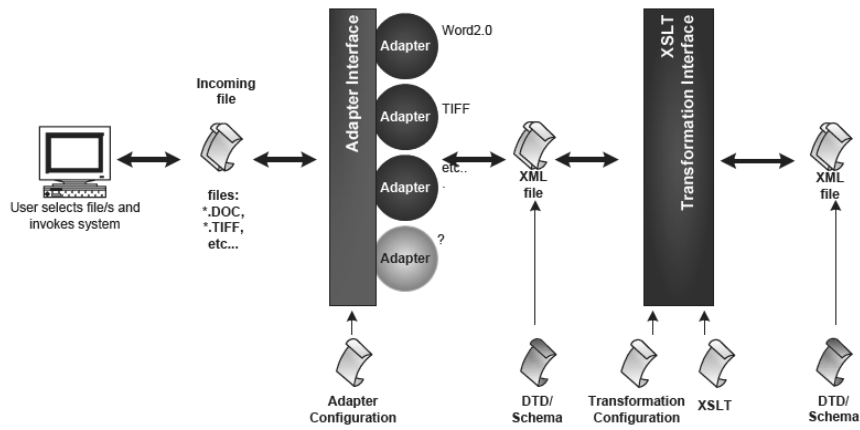 User selects file/s and
invokes system
Incoming
file
files:
*.DOC,
*.TIFF,
etc...
Adapter Interface
Adapter
Word2.0
Adapter
TIFF
Adapter
etc..
.
Adapter
?
Adapter
Configuration
XML
file
DTD/
Schema
XSLT
Transformation Interface
Transformation
Configuration
XSLT
XML
file
DTD/
Schema